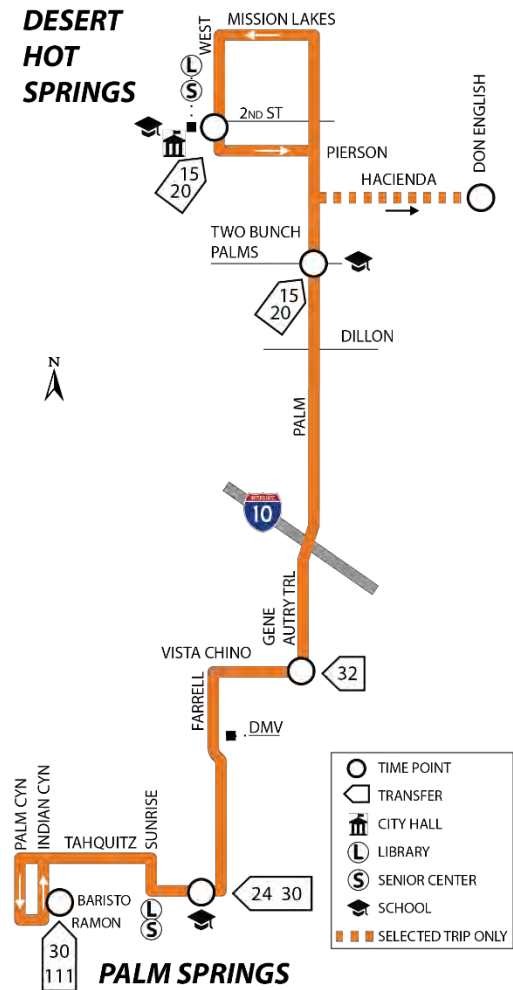 DESERT
HOT
SPRINGS
WEST
MISSION LAKES
L
S
2ND ST
PIERSON
15
20
HACIENDA
DON ENGLISH
TWO BUNCH
PALMS
15
20
DILLON
N
PALM
INTERSTATE
10
GENE
AUTRY TRL
VISTA CHINO
32
FARRELL
DMV
PALM CYN
INDIAN CYN
TAHQUITZ
SUNRISE
BARISTO
RAMON
L
S
24 30
30
111
PALM SPRINGS
TIME POINT
TRANSFER
CITY HALL
L LIBRARY
S SENIOR CENTER
SCHOOL
SELECTED TRIP ONLY